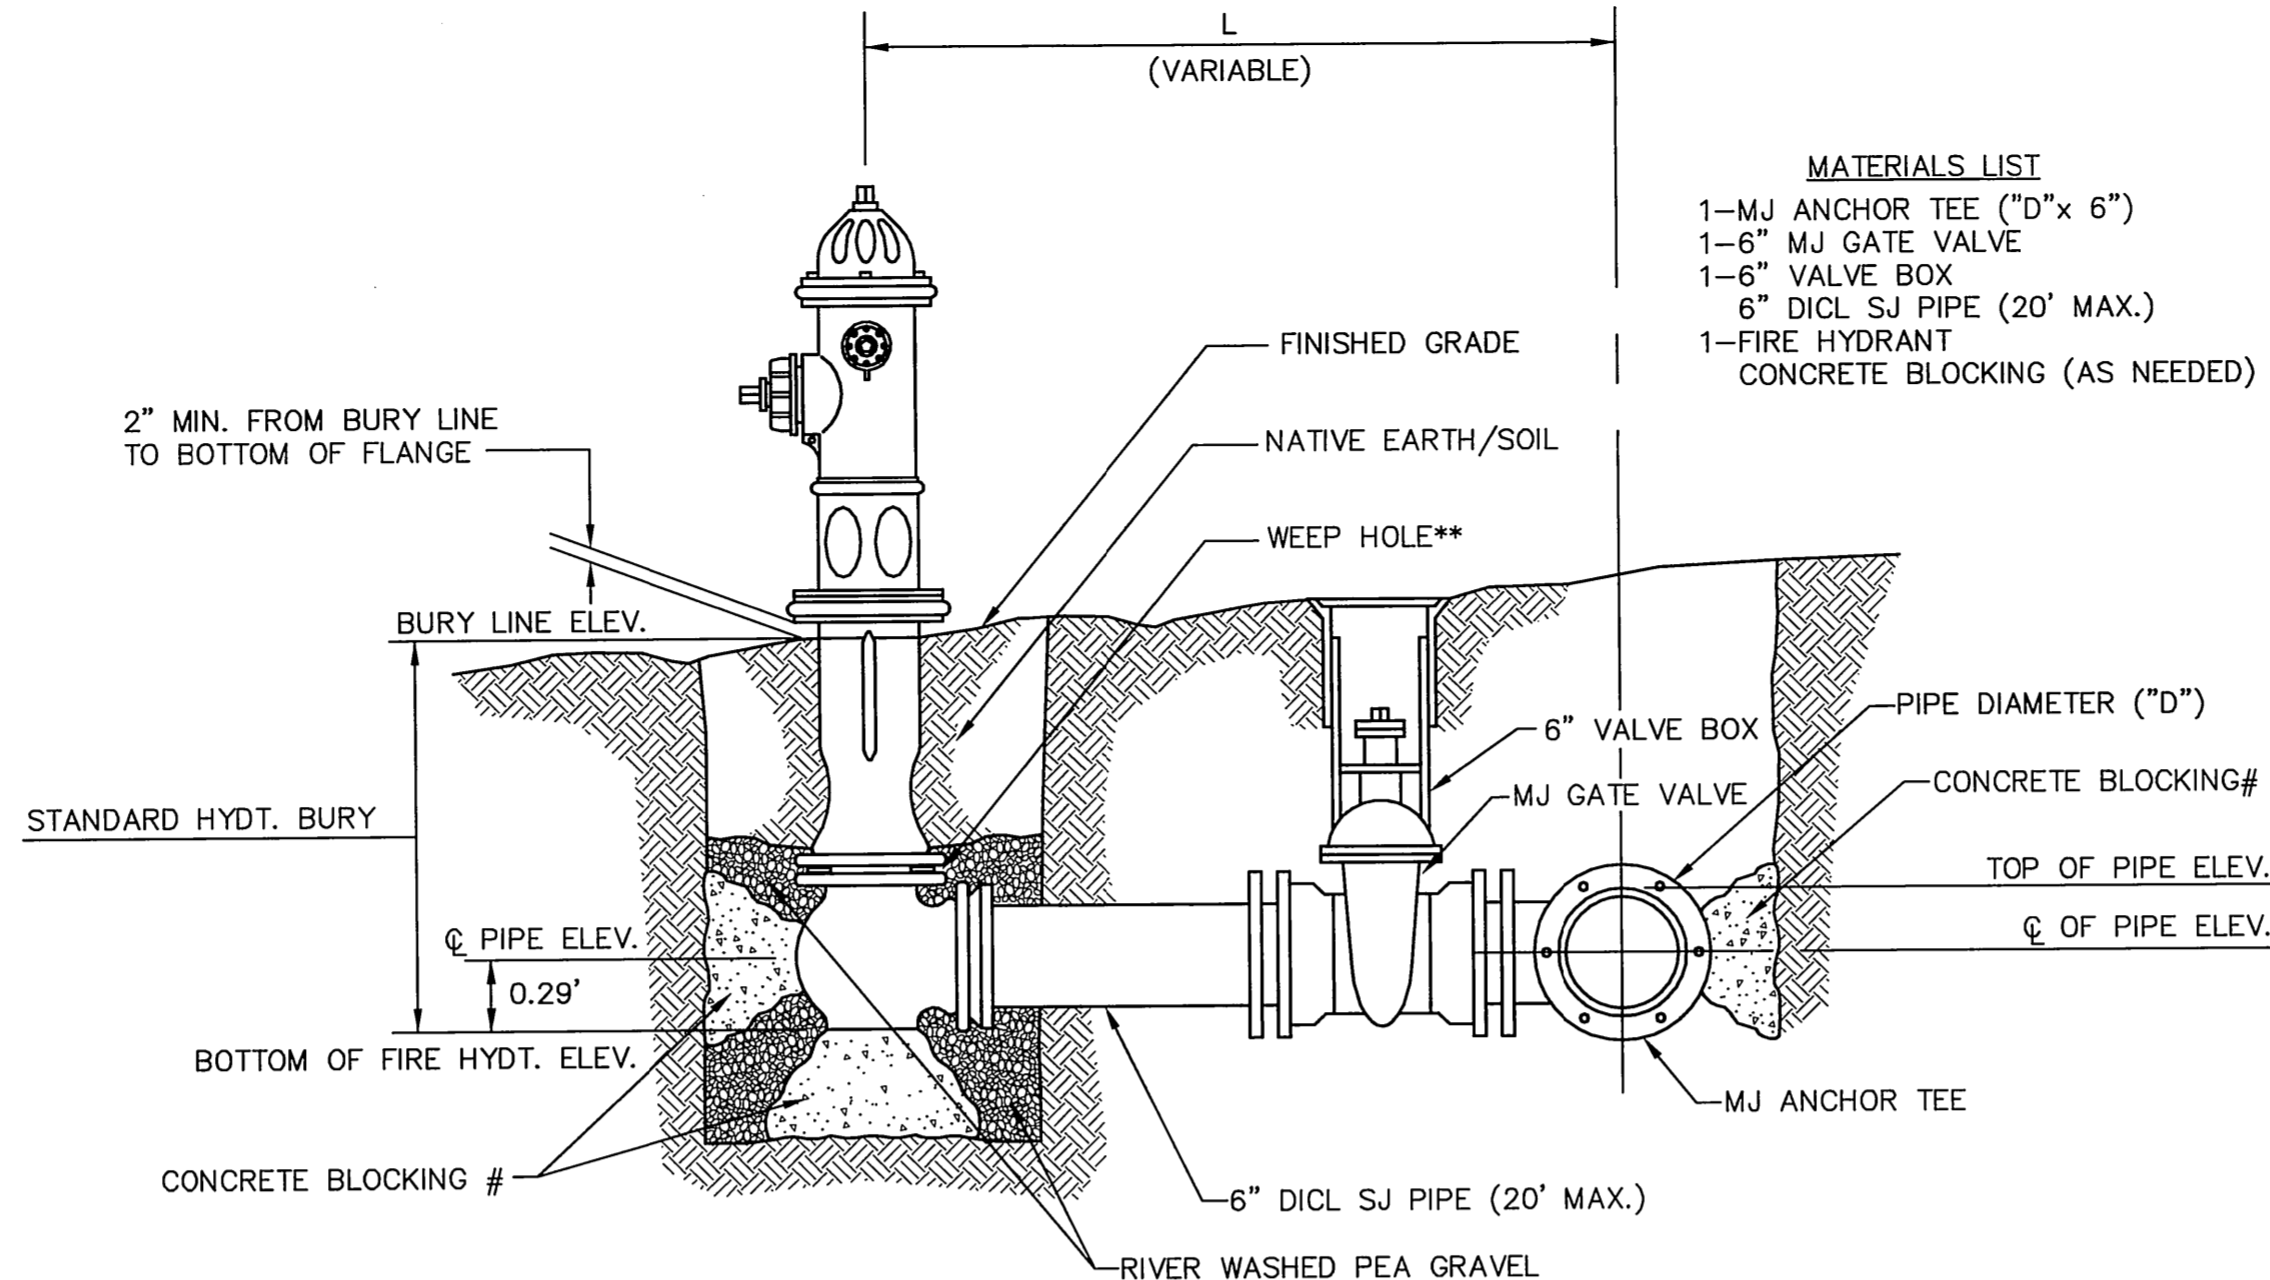 L
(VARIABLE)
MATERIALS LIST
1-MJ ANCHOR TEE ("D"x 6")
1-6" MJ GATE VALVE
1-6" VALVE BOX
6" DICL SJ PIPE (20' MAX.)
1-FIRE HYDRANT
CONCRETE BLOCKING (AS NEEDED)
FINISHED GRADE
2" MIN. FROM BURY LINE
TO BOTTOM OF FLANGE
NATIVE EARTH/SOIL
WEEP HOLE**
BURY LINE ELEV.
PIPE DIAMETER ("D")
6" VALVE BOX
CONCRETE BLOCKING#
MJ GATE VALVE
STANDARD HYDT. BURY
TOP OF PIPE ELEV.
℄ OF PIPE ELEV.
℄ PIPE ELEV.
0.29'
BOTTOM OF FIRE HYDT. ELEV.
MJ ANCHOR TEE
CONCRETE BLOCKING #
6" DICL SJ PIPE (20' MAX.)
RIVER WASHED PEA GRAVEL